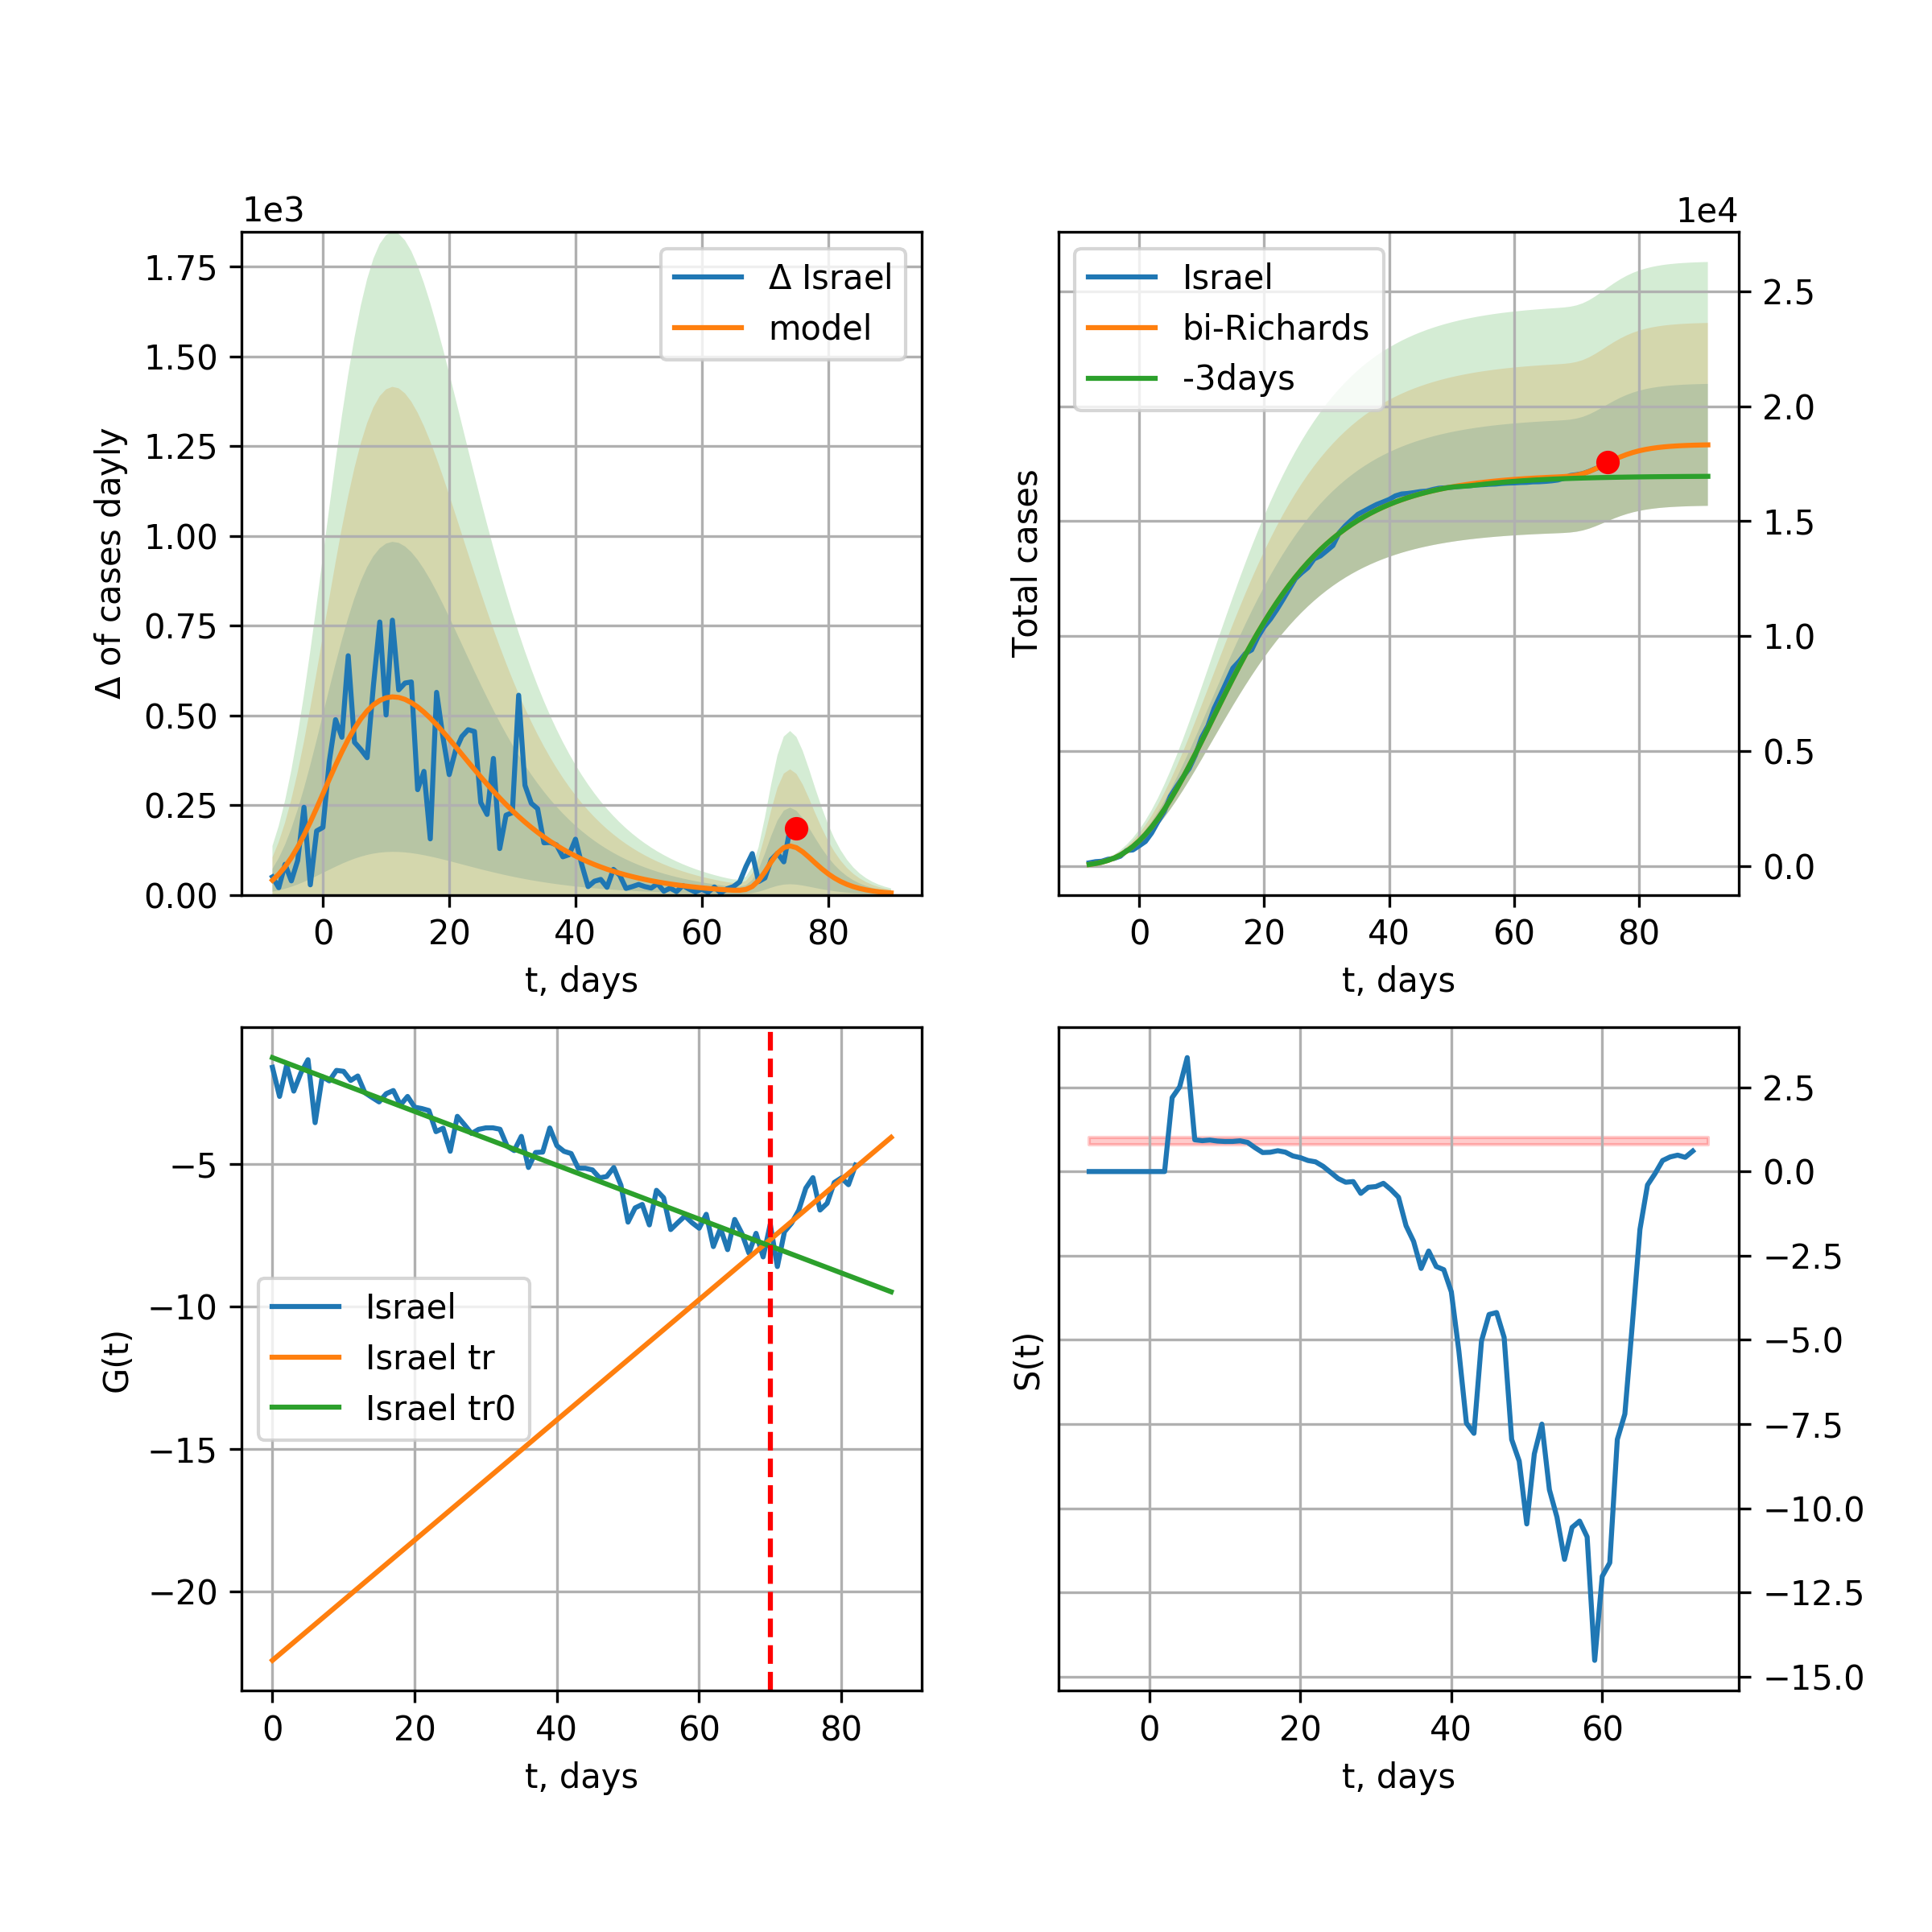 1e3
1.75
1.50
1.25
1.00
0.75
0.50
0.25
0.00
Δ of cases dayly
Δ Israel
model
0 20 40 60 80
t, days
1e4
Israel
bi-Richards
-3days
2.5
2.0
1.5
1.0
0.5
0.0
Total cases
0 20 40 60 80
t, days
−5
−10
−15
−20
G(t)
Israel
Israel tr
Israel tr0
0 20 40 60 80
t, days
S(t)
2.5
0.0
−2.5
−5.0
−7.5
−10.0
−12.5
−15.0
0 20 40 60
t, days